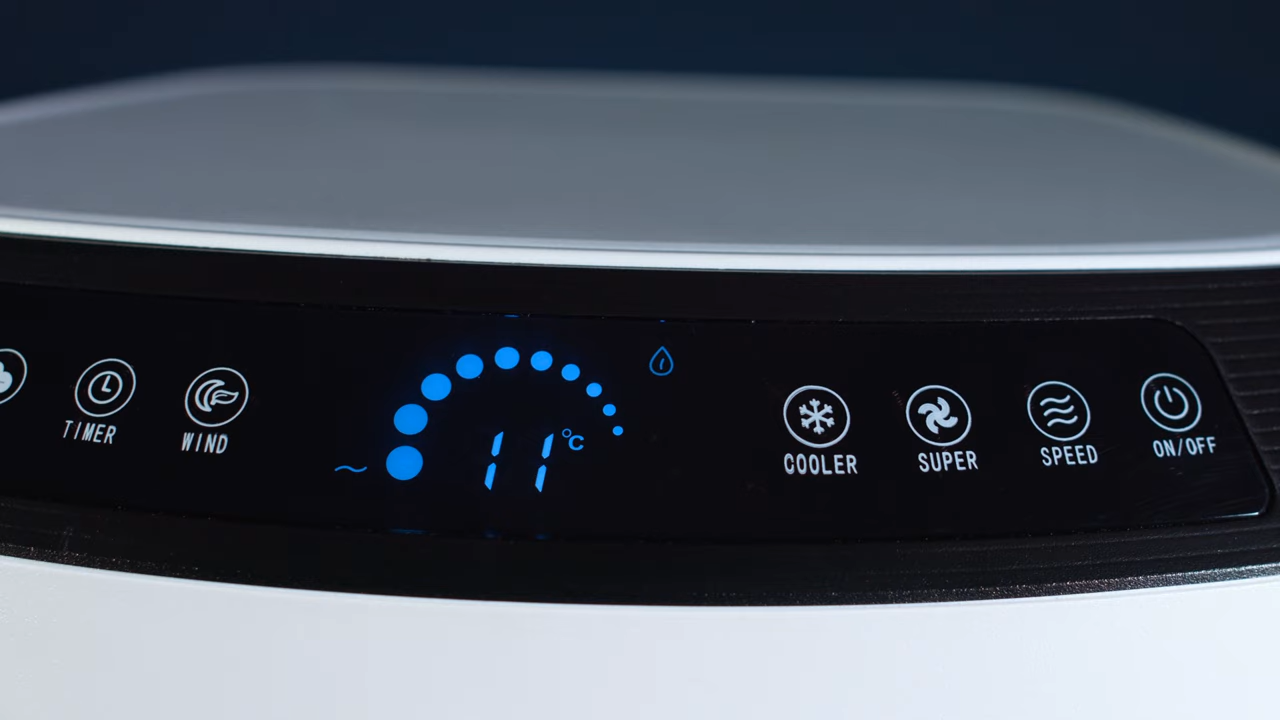 TIMER
WIND
11°C
COOLER
SUPER
SPEED
ON/OFF